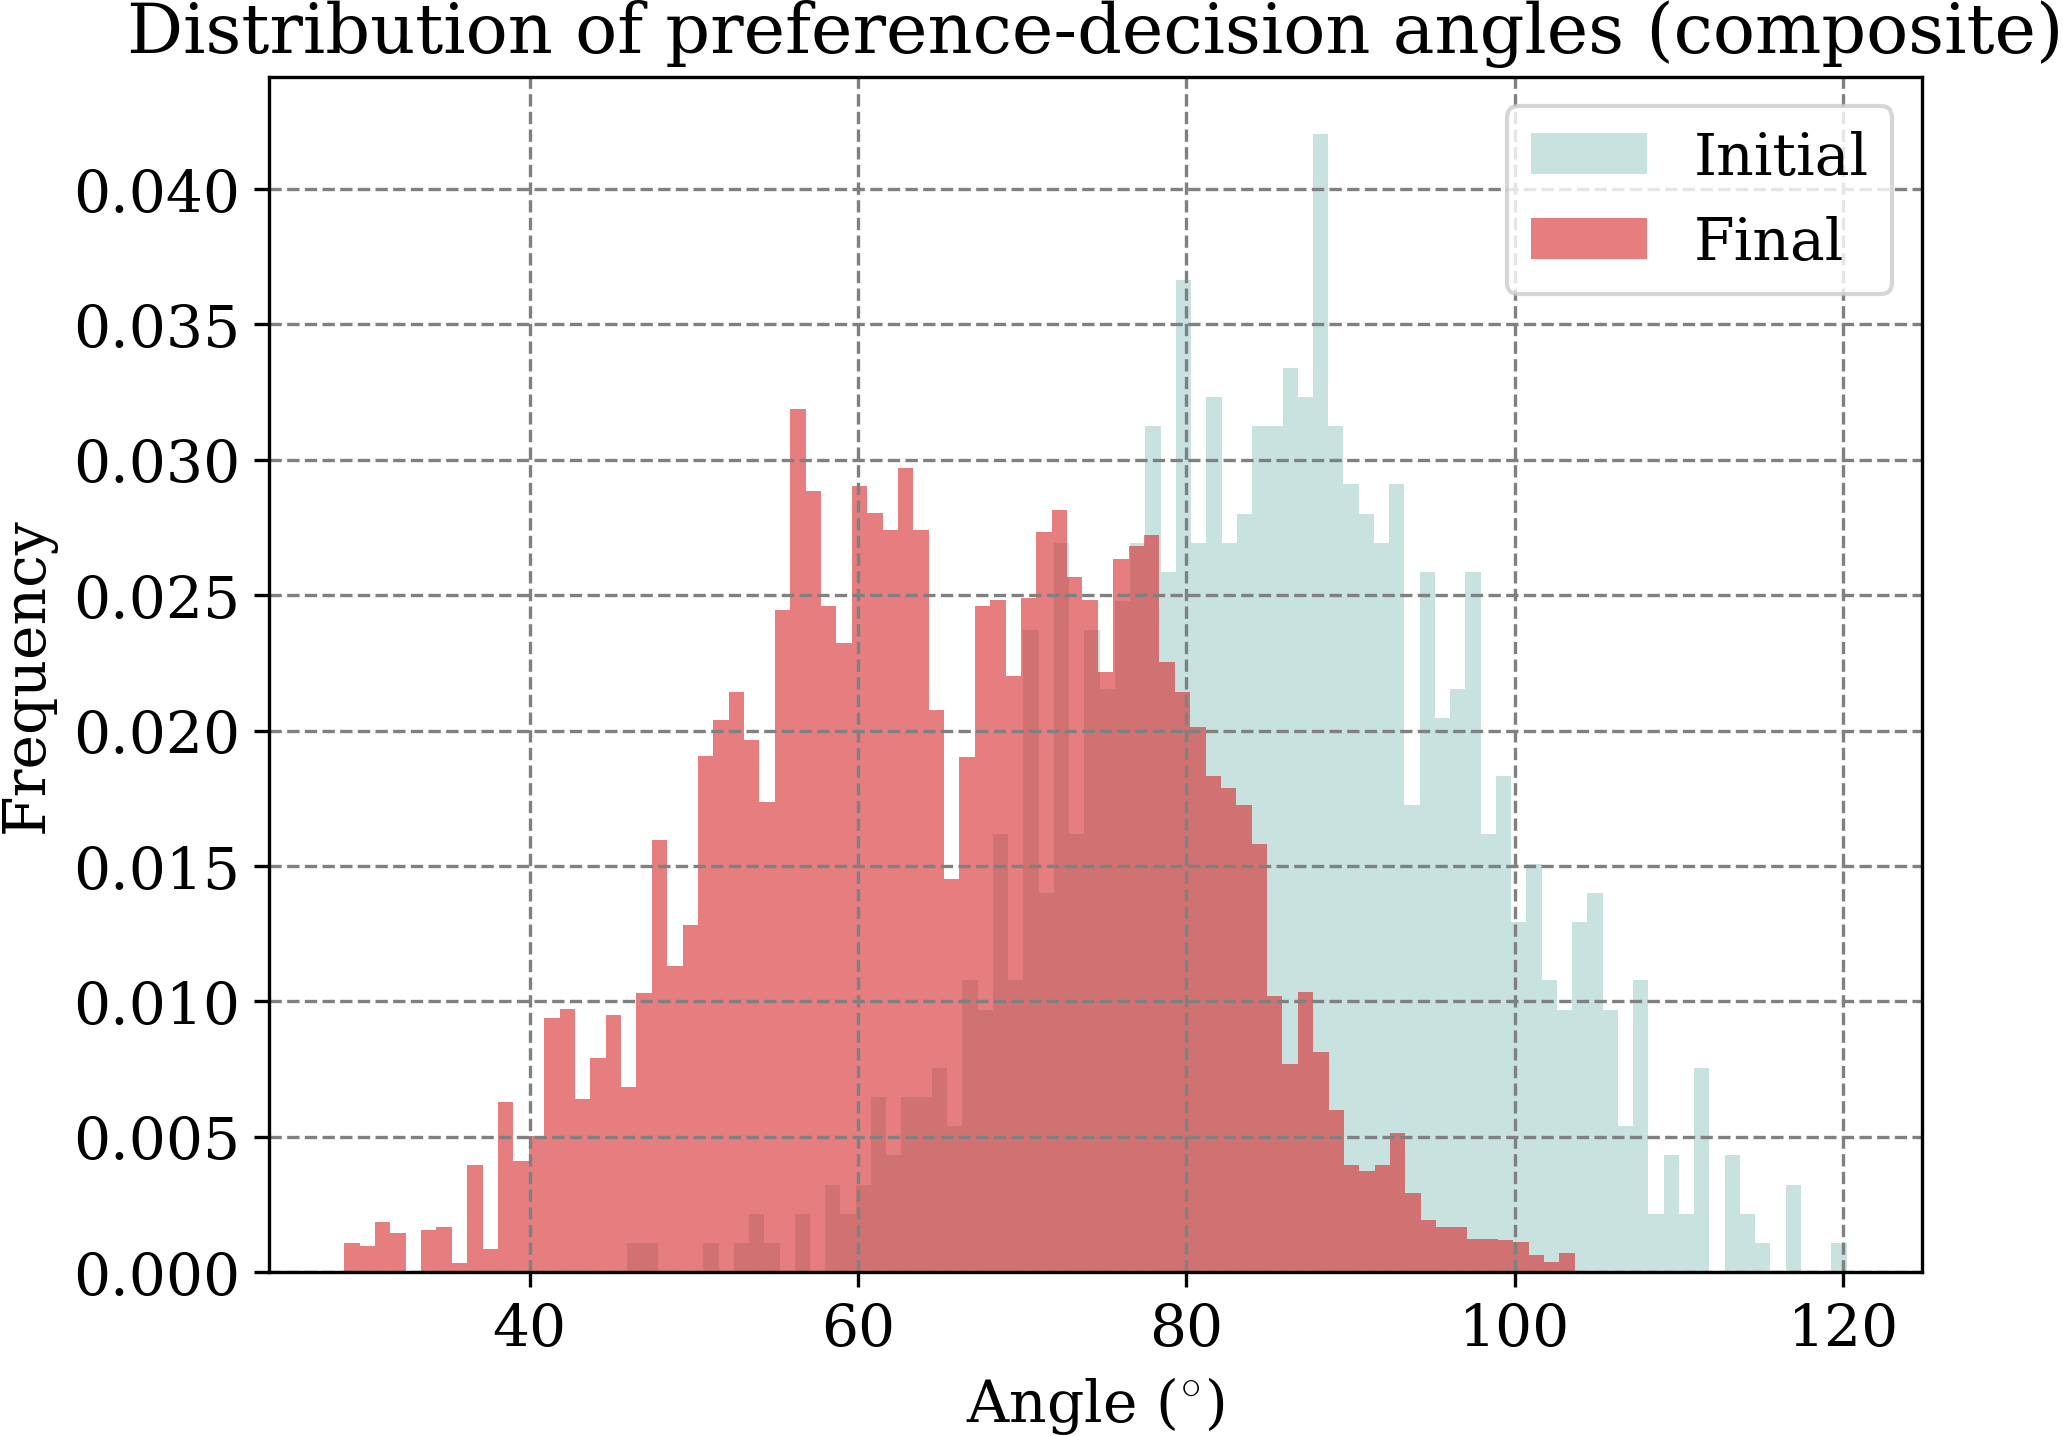 Distribution of preference-decision angles (composite)
Initial
Final
0.040
0.035
0.030
0.025
0.020
0.015
0.010
0.005
0.000
Frequency
40 60 80 100 120
Angle (°)